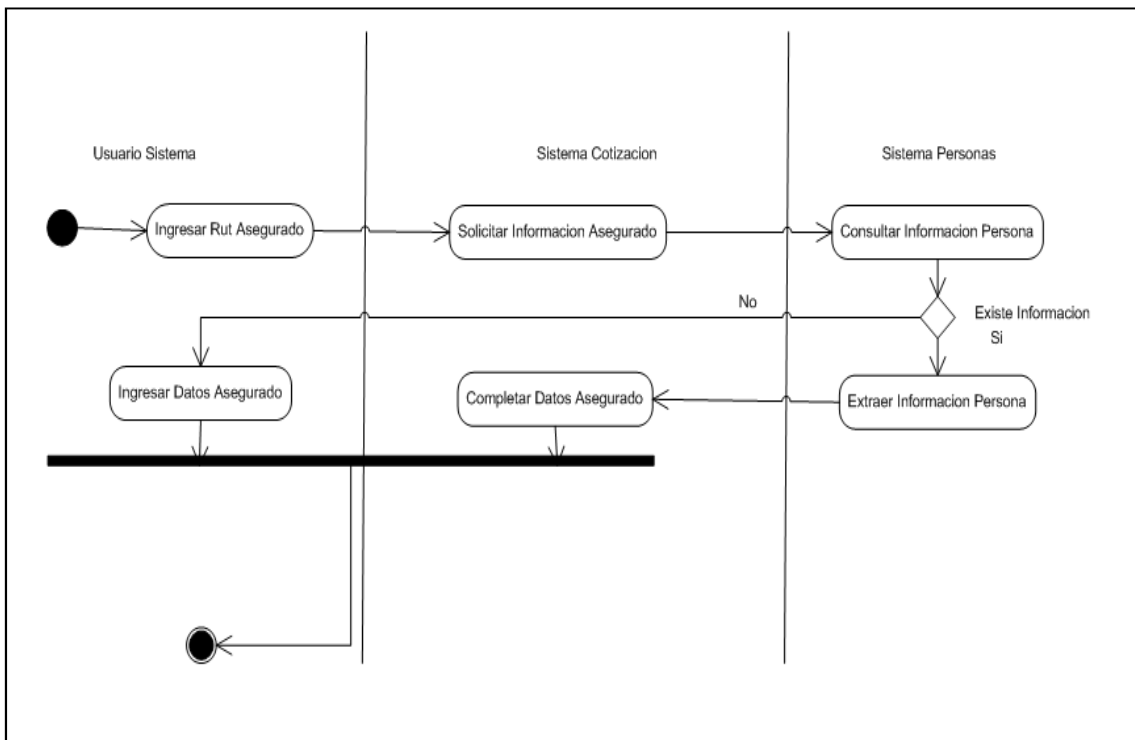 Usuario Sistema
Sistema Cotizacion
Sistema Personas
Ingresar Rut Asegurado
Solicitar Informacion Asegurado
Consultar Informacion Persona
No
Existe Informacion
Si
Ingresar Datos Asegurado
Completar Datos Asegurado
Extraer Informacion Persona